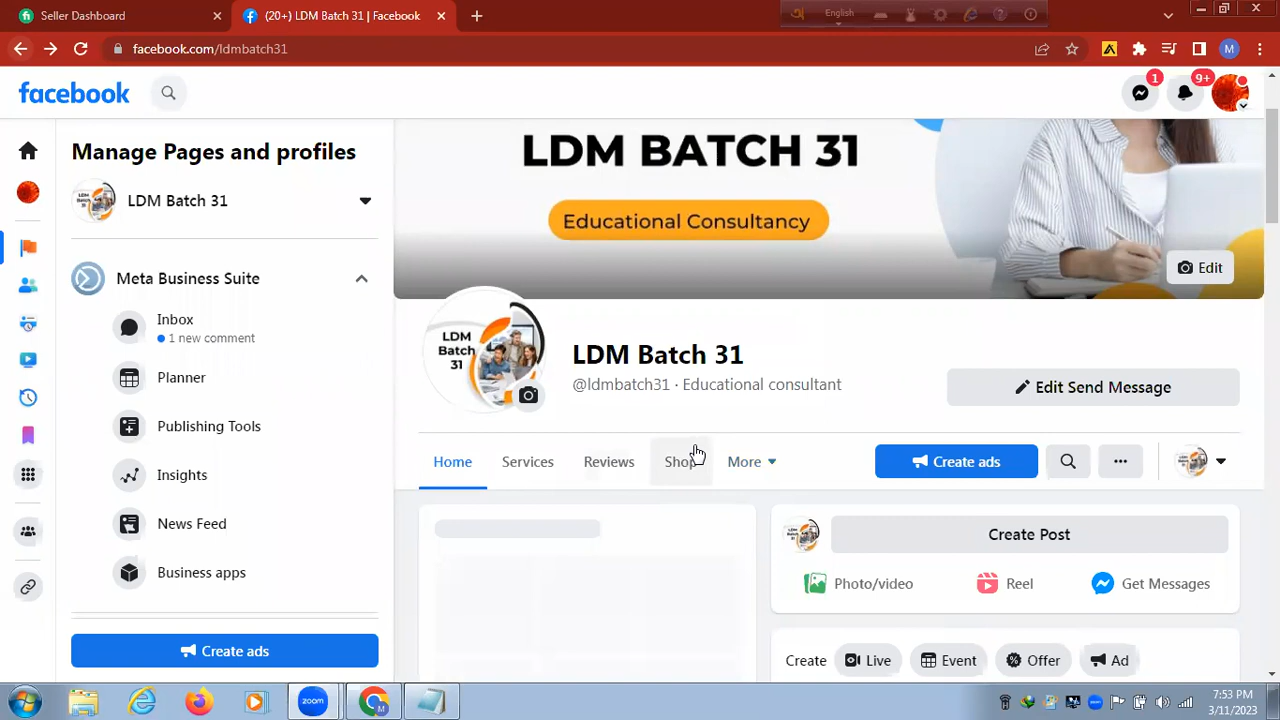 Seller Dashboard
(20+) LDM Batch 31 | Facebook
English
facebook.com/ldmbatch31
M
facebook
1
9+
Manage Pages and profiles
LDM Batch 31
Meta Business Suite
Inbox
1 new comment
Planner
Publishing Tools
Insights
News Feed
Business apps
Create ads
LDM BATCH 31
Educational Consultancy
Edit
LDM
Batch
31
LDM Batch 31
@ldmbatch31 · Educational consultant
Edit Send Message
Home
Services
Reviews
Shop
More
Create ads
Create Post
Photo/video
Reel
Get Messages
Create
Live
Event
Offer
Ad
zoom
7:53 PM
3/11/2023